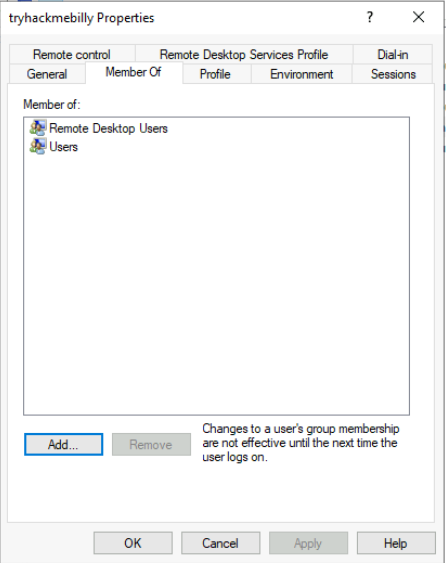 tryhackmebilly Properties
?
Remote control
Remote Desktop Services Profile
Dial-in
General
Member Of
Profile
Environment
Sessions
Member of:
Remote Desktop Users
Users
Add...
Remove
Changes to a user's group membership
are not effective until the next time the
user logs on.
OK
Cancel
Apply
Help